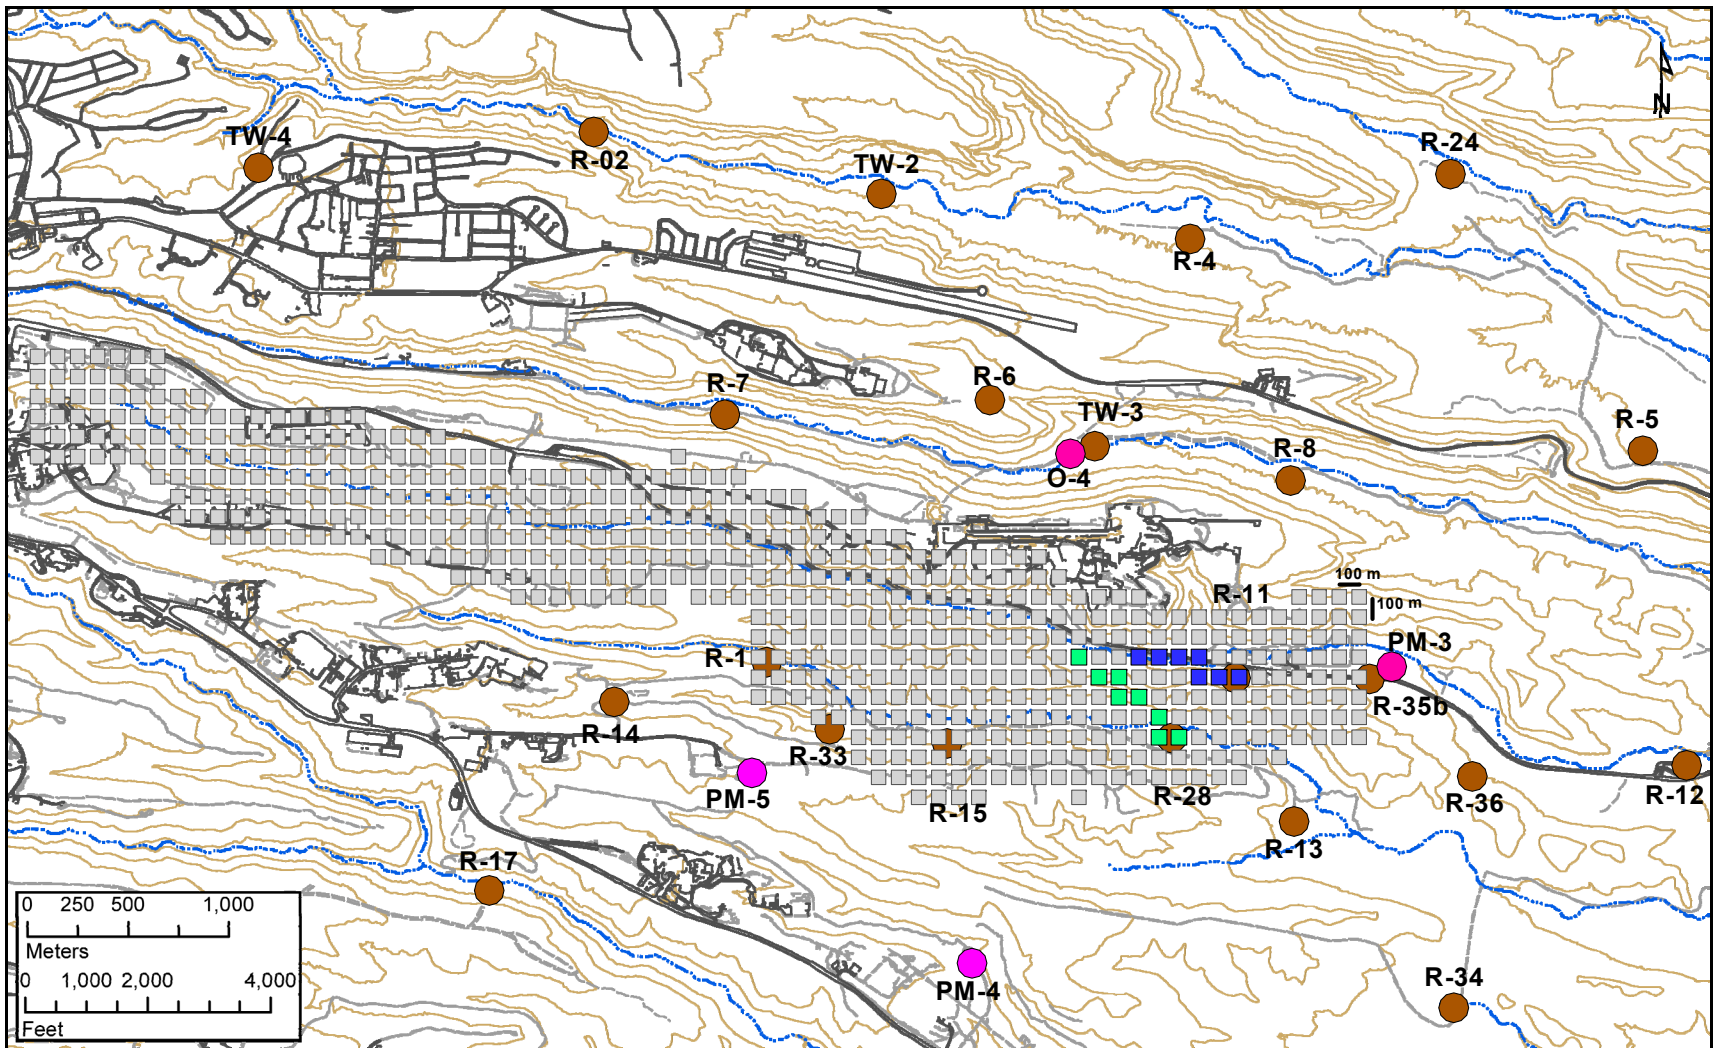 N
TW-4
R-02
TW-2
R-24
R-4
R-7
R-6
TW-3
O-4
R-8
R-5
100 m
100 m
R-11
R-1
PM-3
R-35b
R-14
R-33
PM-5
R-15
R-28
R-36
R-12
R-13
R-17
PM-4
R-34
0 250 500 1,000
Meters
0 1,000 2,000 4,000
Feet